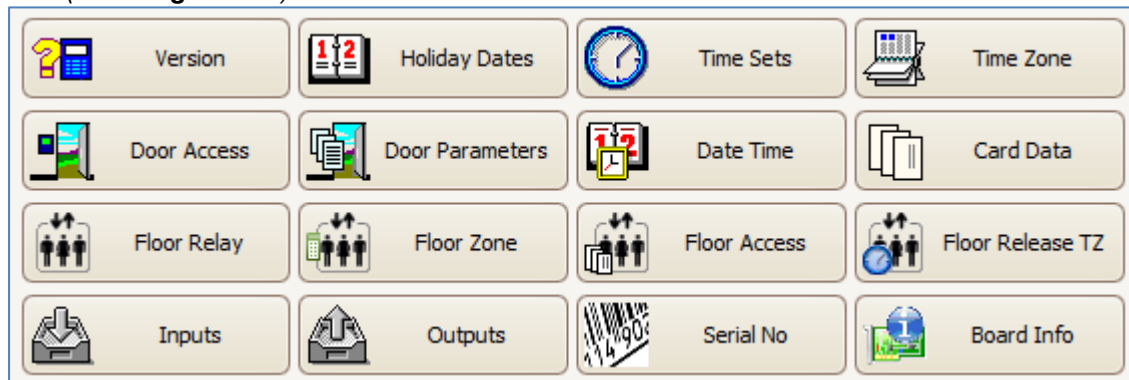 Version Holiday Dates Time Sets Time Zone
Door Access Door Parameters Date Time Card Data
Floor Relay Floor Zone Floor Access Floor Release TZ
Inputs Outputs Serial No Board Info